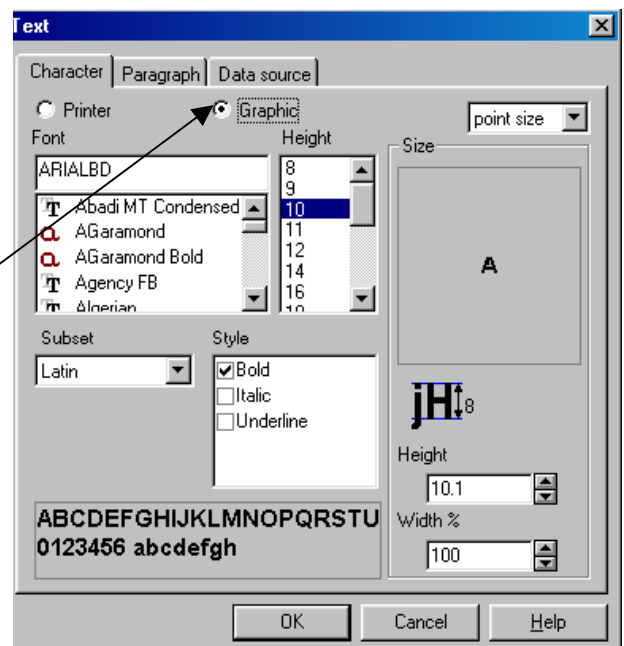 Text
Character Paragraph Data source
Printer Graphic point size
Font Height Size
ARIALBD
8
9
10
11
12
14
16
Abadi MT Condensed
AGaramond
AGaramond Bold
Agency FB
Algerian
A
Subset Style
Latin
Bold
Italic
Underline
jH 8
Height
10.1
Width %
100
ABCDEFGHIJKLMNOPQRSTU
0123456 abcdefgh
OK Cancel Help